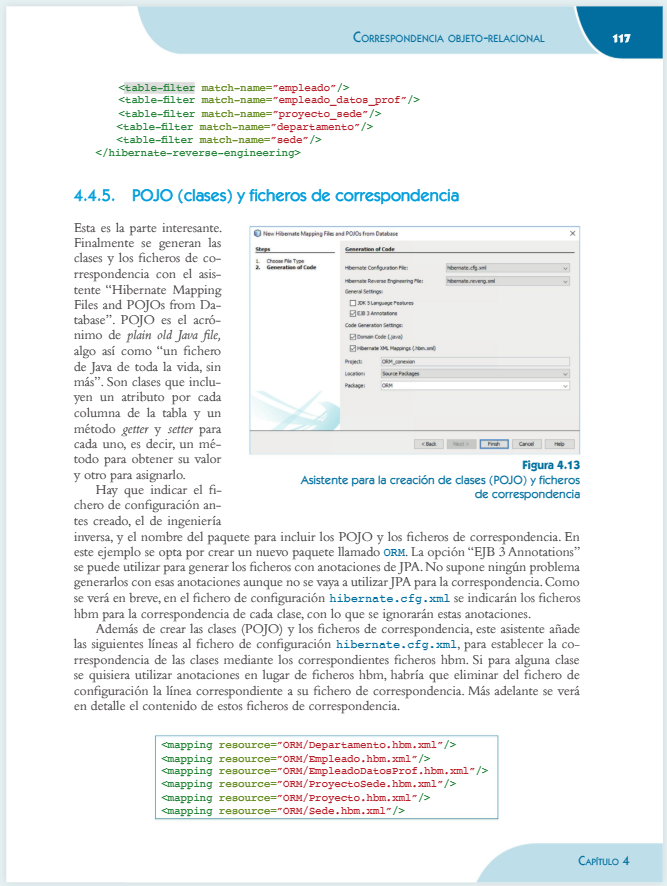 CORRESPONDENCIA OBJETO-RELACIONAL
117
<table-filter match-name="empleado"/>
<table-filter match-name="empleado_datos_prof"/>
<table-filter match-name="proyecto_sede"/>
<table-filter match-name="departamento"/>
<table-filter match-name="sede"/>
</hibernate-reverse-engineering>
4.4.5. POJO (clases) y ficheros de correspondencia
Esta es la parte interesante.
Finalmente se generan las
clases y los ficheros de co-
rrespondencia con el asis-
tente “Hibernate Mapping
Files and POJOs from Da-
tabase”. POJO es el acró-
nimo de plain old Java file,
algo así como “un fichero
de Java de toda la vida, sin
más”. Son clases que inclu-
yen un atributo por cada
columna de la tabla y un
método getter y setter para
cada uno, es decir, un mé-
todo para obtener su valor
y otro para asignarlo.
Hay que indicar el fi-
chero de configuración an-
tes creado, el de ingeniería
New Hibernate Mapping Files and POJOs from Database
Steps
1. Choose File Type
2. Generation of Code
Generation of Code
Hibernate Configuration File: hibernate.cfg.xml
Hibernate Reverse Engineering File: hibernate.reveng.xml
General Settings:
JDK 5 Language Features
EJB 3 Annotations
Code Generation Settings:
Domain Code (.java)
Hibernate XML Mappings (.hbm.xml)
Project: ORM_conexion
Location: Source Packages
Package: ORM
< Back Next > Finish Cancel Help
Figura 4.13
Asistente para la creación de clases (POJO) y ficheros
de correspondencia
inversa, y el nombre del paquete para incluir los POJO y los ficheros de correspondencia. En
este ejemplo se opta por crear un nuevo paquete llamado ORM. La opción “EJB 3 Annotations”
se puede utilizar para generar los ficheros con anotaciones de JPA. No supone ningún problema
generarlos con esas anotaciones aunque no se vaya a utilizar JPA para la correspondencia. Como
se verá en breve, en el fichero de configuración hibernate.cfg.xml se indicarán los ficheros
hbm para la correspondencia de cada clase, con lo que se ignorarán estas anotaciones.
Además de crear las clases (POJO) y los ficheros de correspondencia, este asistente añade
las siguientes líneas al fichero de configuración hibernate.cfg.xml, para establecer la co-
rrespondencia de las clases mediante los correspondientes ficheros hbm. Si para alguna clase
se quisiera utilizar anotaciones en lugar de ficheros hbm, habría que eliminar del fichero de
configuración la línea correspondiente a su fichero de correspondencia. Más adelante se verá
en detalle el contenido de estos ficheros de correspondencia.
<mapping resource="ORM/Departamento.hbm.xml"/>
<mapping resource="ORM/Empleado.hbm.xml"/>
<mapping resource="ORM/EmpleadoDatosProf.hbm.xml"/>
<mapping resource="ORM/ProyectoSede.hbm.xml"/>
<mapping resource="ORM/Proyecto.hbm.xml"/>
<mapping resource="ORM/Sede.hbm.xml"/>
CAPÍTULO 4